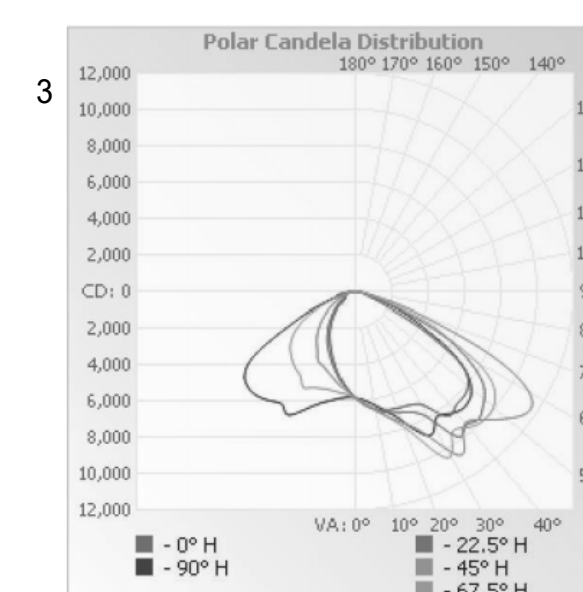 3
Polar Candela Distribution
180° 170° 160° 150° 140°
12,000
10,000
8,000
6,000
4,000
2,000
CD: 0
2,000
4,000
6,000
8,000
10,000
12,000
VA: 0° 10° 20° 30° 40°
- 0° H - 22.5° H
- 90° H - 45° H
- 67.5° H